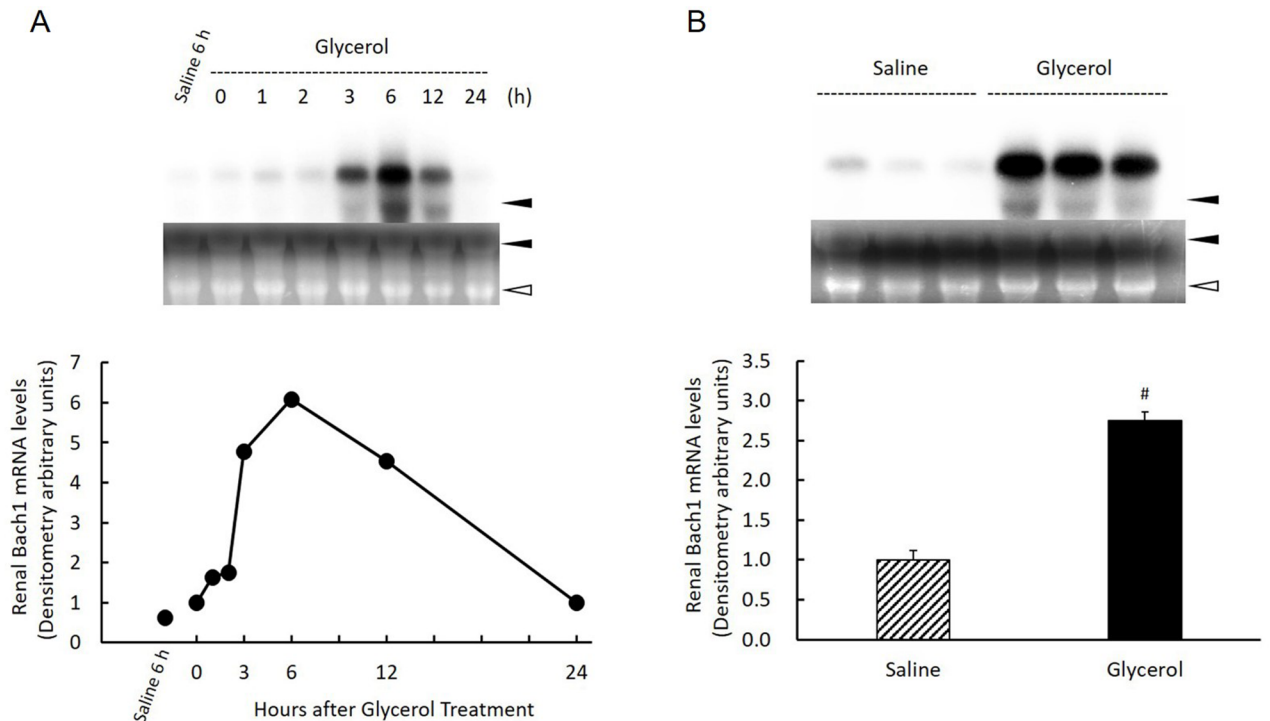 A
Saline 6 h
Glycerol
0 1 2 3 6 12 24 (h)
Renal Bach1 mRNA levels
(Densitometry arbitrary units)
7
6
5
4
3
2
1
0
Saline 6 h
0 3 6 12 24
Hours after Glycerol Treatment
B
Saline Glycerol
Renal Bach1 mRNA levels
(Densitometry arbitrary units)
3.5
3.0
2.5
2.0
1.5
1.0
0.5
0.0
#
Saline Glycerol